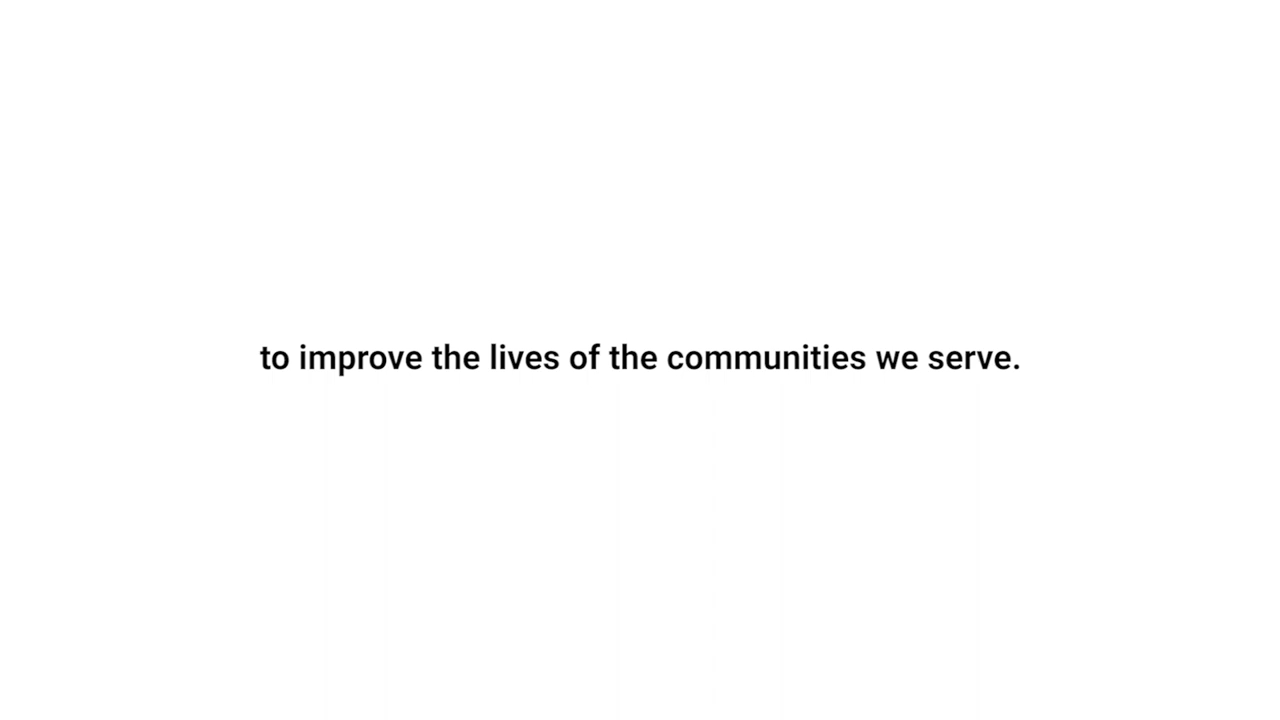 to improve the lives of the communities we serve.